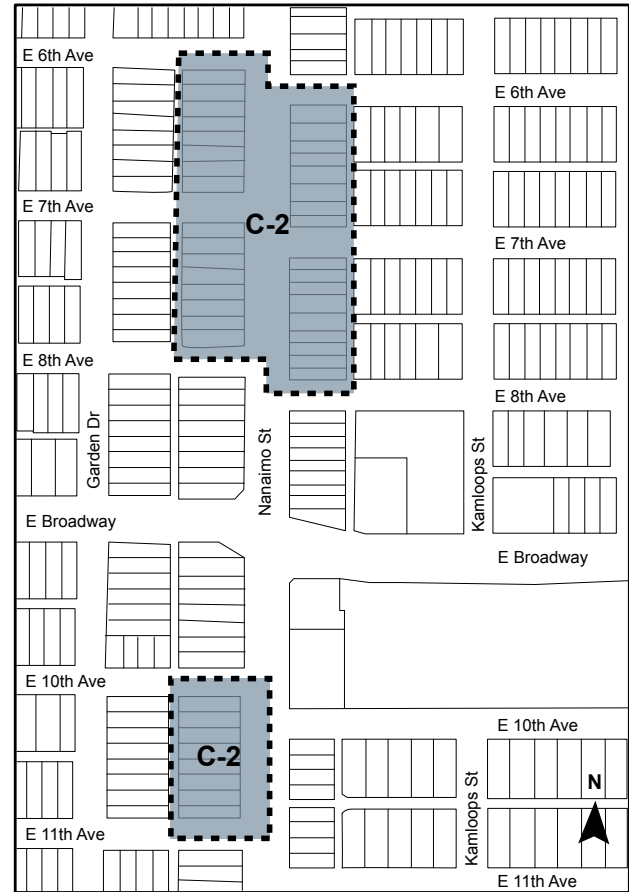 E 6th Ave
E 6th Ave
E 7th Ave
C-2
E 7th Ave
E 8th Ave
E 8th Ave
Garden Dr
Nanaimo St
Kamloops St
E Broadway
E Broadway
E 10th Ave
E 10th Ave
C-2
Kamloops St
N
E 11th Ave
E 11th Ave